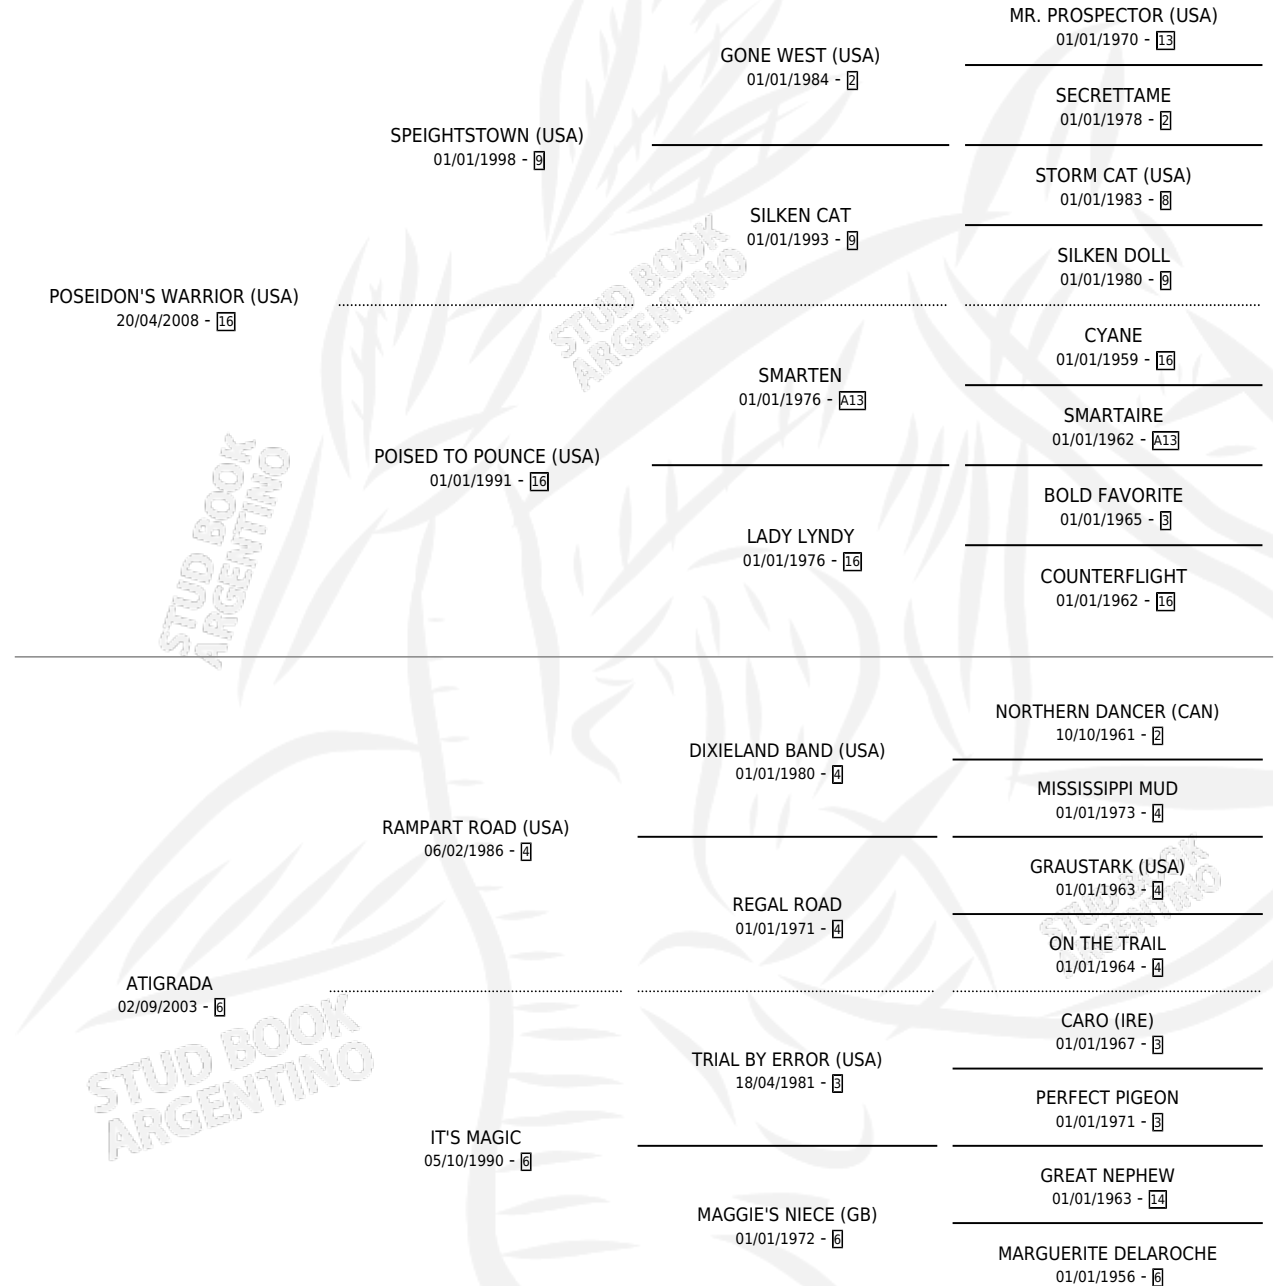 MR. PROSPECTOR (USA)
01/01/1970 - 13
GONE WEST (USA)
01/01/1984 - 2
SECRETTAME
01/01/1978 - 2
SPEIGHTSTOWN (USA)
01/01/1998 - 9
STORM CAT (USA)
01/01/1983 - 8
SILKEN CAT
01/01/1993 - 9
SILKEN DOLL
01/01/1980 - 9
POSEIDON'S WARRIOR (USA)
20/04/2008 - 16
CYANE
01/01/1959 - 16
SMARTEN
01/01/1976 - A13
SMARTAIRE
01/01/1962 - A13
POISED TO POUNCE (USA)
01/01/1991 - 16
BOLD FAVORITE
01/01/1965 - 3
LADY LYNDY
01/01/1976 - 16
COUNTERFLIGHT
01/01/1962 - 16
NORTHERN DANCER (CAN)
10/10/1961 - 2
DIXIELAND BAND (USA)
01/01/1980 - 4
MISSISSIPPI MUD
01/01/1973 - 4
RAMPART ROAD (USA)
06/02/1986 - 4
GRAUSTARK (USA)
01/01/1963 - 4
REGAL ROAD
01/01/1971 - 4
ON THE TRAIL
01/01/1964 - 4
ATIGRADA
02/09/2003 - 6
CARO (IRE)
01/01/1967 - 3
TRIAL BY ERROR (USA)
18/04/1981 - 3
PERFECT PIGEON
01/01/1971 - 3
IT'S MAGIC
05/10/1990 - 6
GREAT NEPHEW
01/01/1963 - 14
MAGGIE'S NIECE (GB)
01/01/1972 - 6
MARGUERITE DELAROCHE
01/01/1956 - 6
STUD BOOK
ARGENTINO
STUD BOOK
ARGENTINO
STUD BOOK
ARGENTINO
STUD BOOK
ARGENTINO